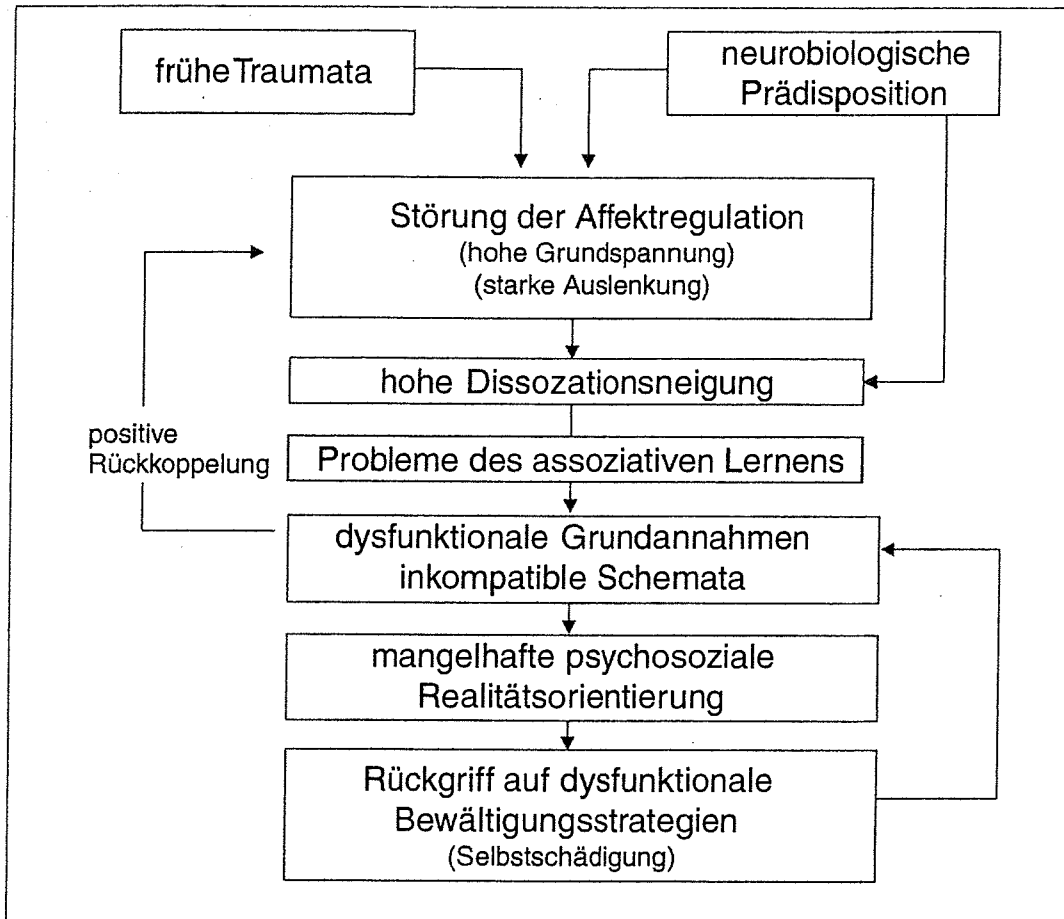 frühe Traumata
neurobiologische
Prädisposition
Störung der Affektregulation
(hohe Grundspannung)
(starke Auslenkung)
hohe Dissozationsneigung
positive
Rückkoppelung
Probleme des assoziativen Lernens
dysfunktionale Grundannahmen
inkompatible Schemata
mangelhafte psychosoziale
Realitätsorientierung
Rückgriff auf dysfunktionale
Bewältigungsstrategien
(Selbstschädigung)